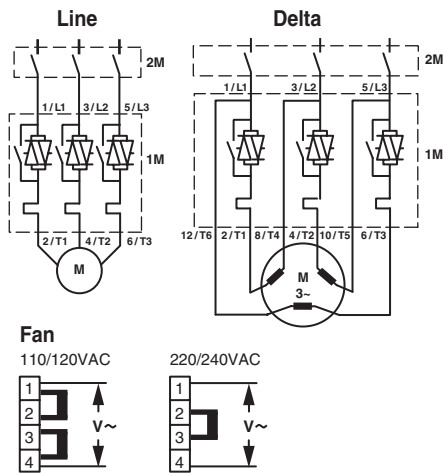 Line Delta
2M 2M
1/L1 3/L2 5/L3 1/L1 3/L2 5/L3
1M 1M
2/T1 4/T2 6/T3 12/T6 2/T1 8/T4 4/T2 10/T5 6/T3
M M
3~
Fan
110/120VAC 220/240VAC
1 1
2 2
V~ V~
3 3
4 4